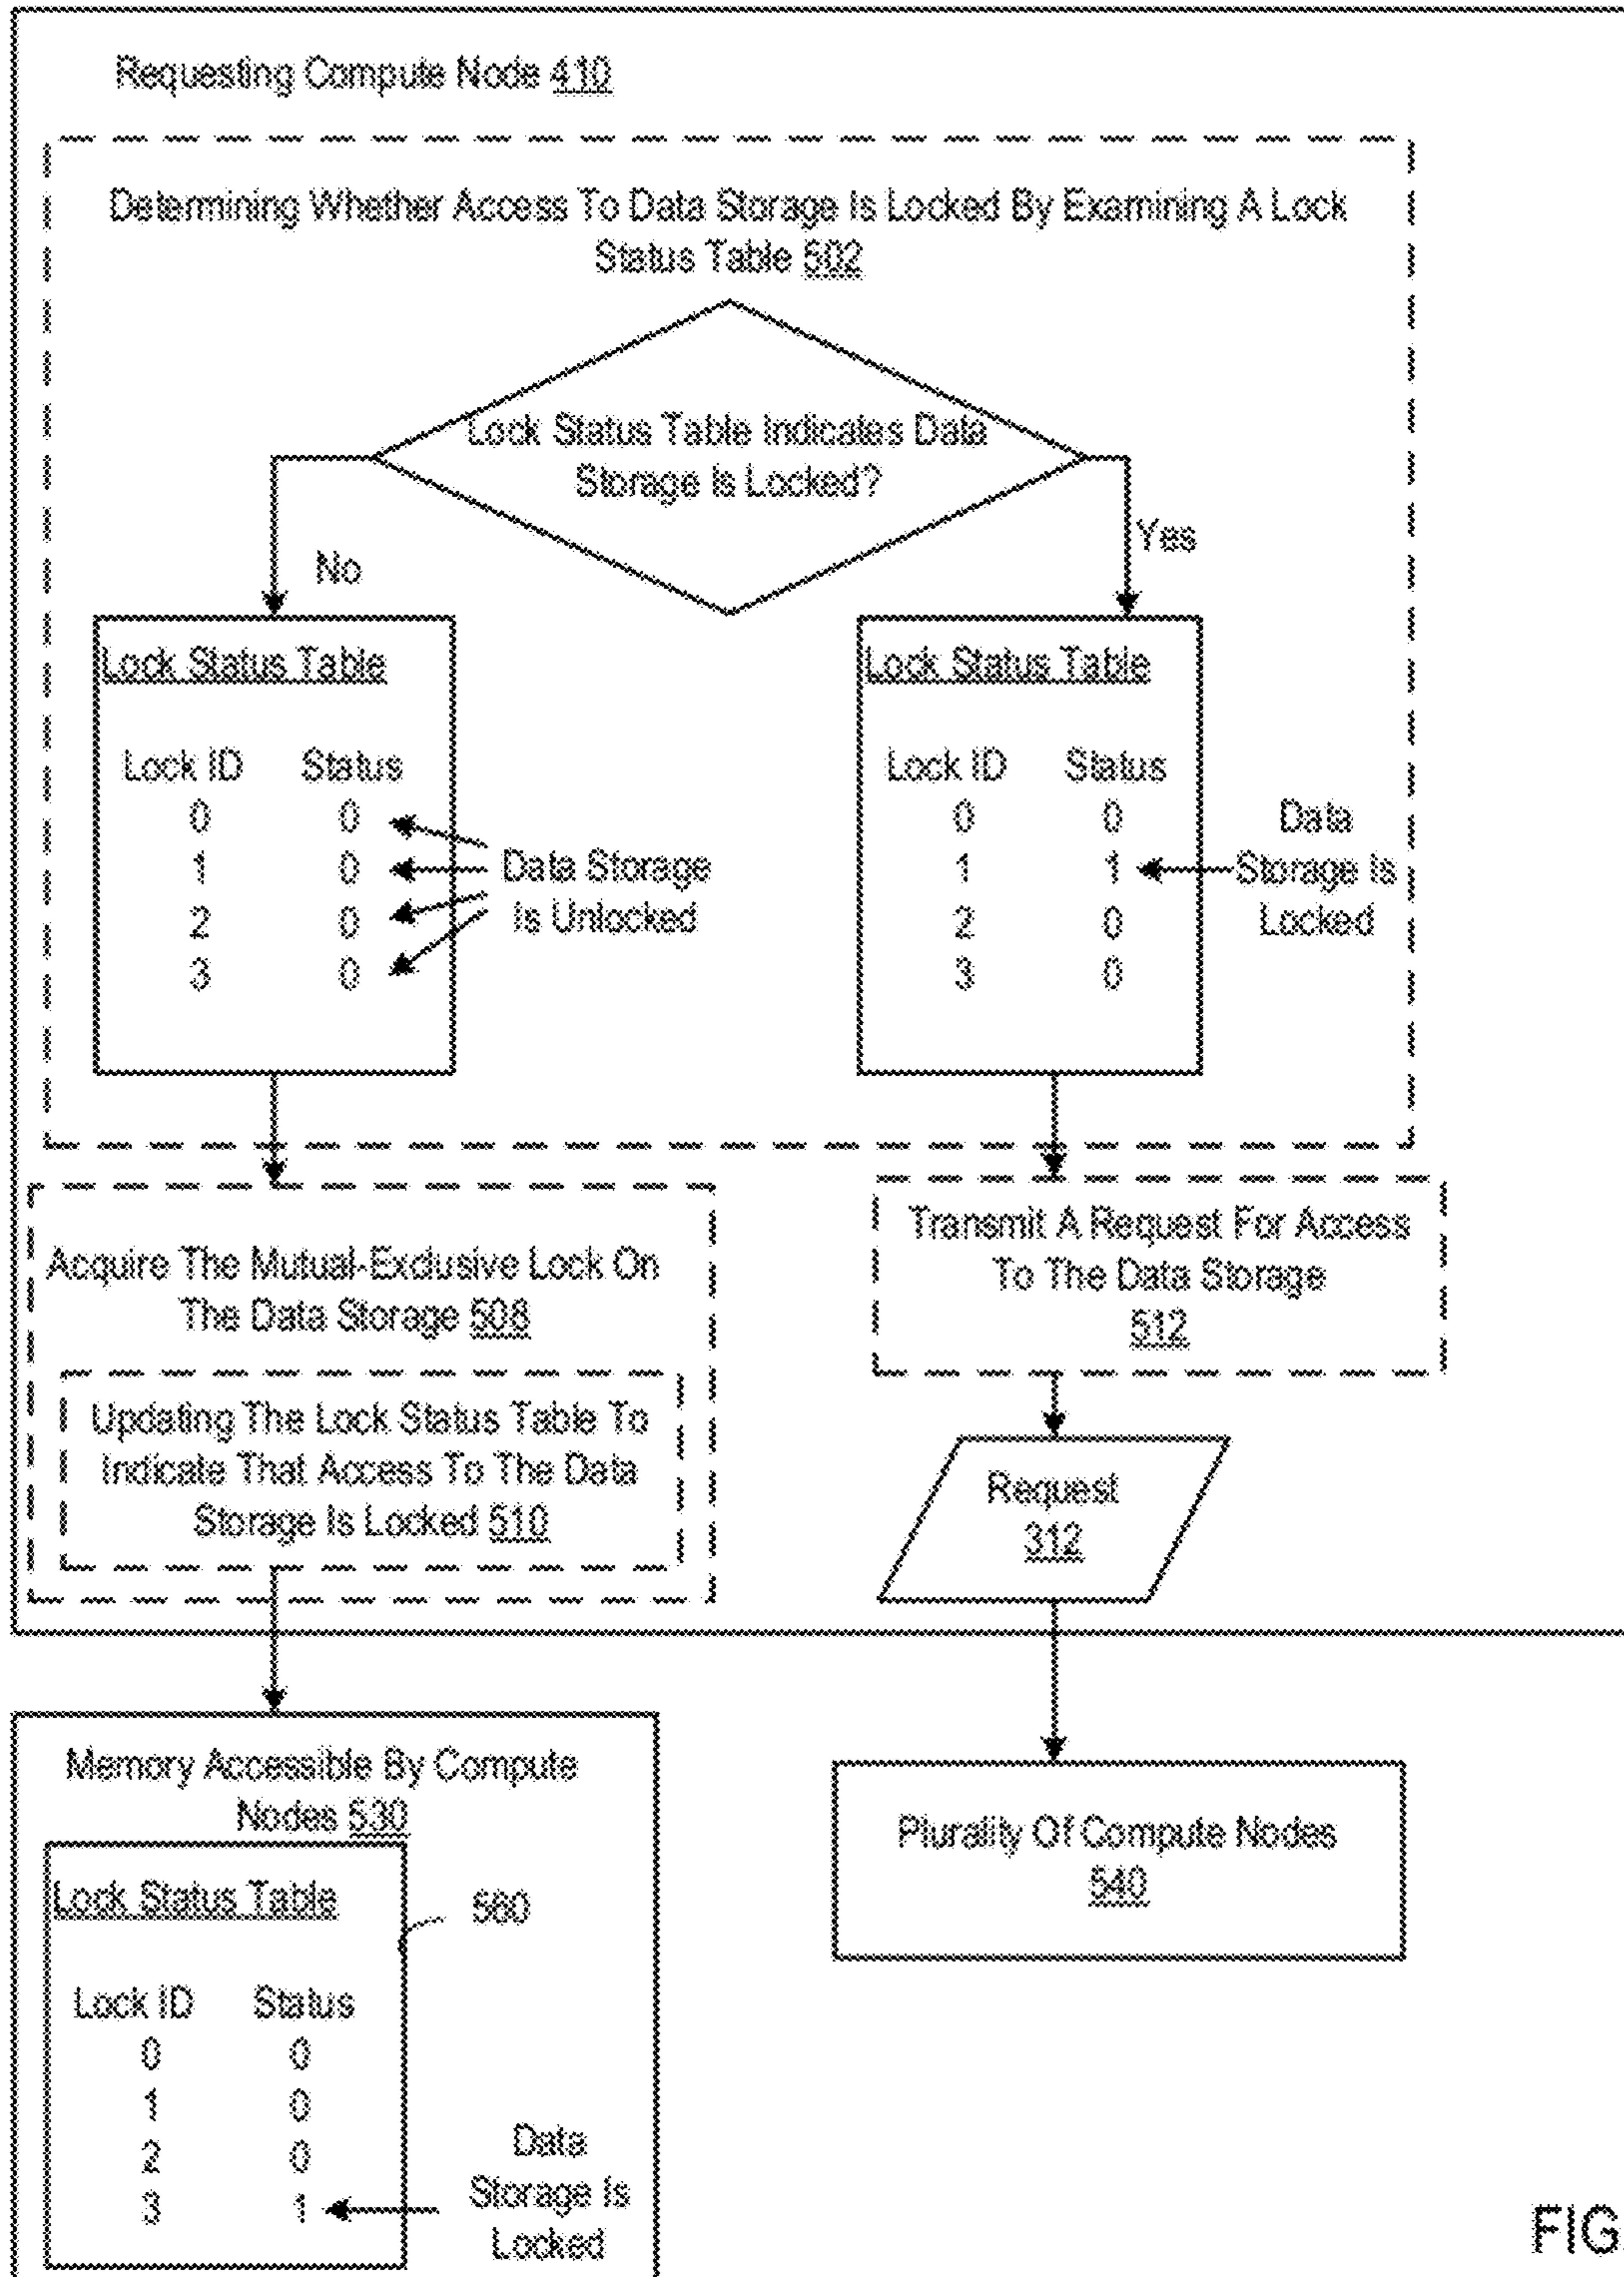 Requesting Compute Node 410
Determining Whether Access To Data Storage Is Locked By Examining A Lock
Status Table 502
Lock Status Table Indicates Data
Storage Is Locked?
No
Yes
Lock Status Table
Lock ID Status
0 0
1 0
2 0
3 0
Data Storage
Is Unlocked
Lock Status Table
Lock ID Status
0 0
1 1
2 0
3 0
Data
Storage Is
Locked
Acquire The Mutual-Exclusive Lock On
The Data Storage 508
Updating The Lock Status Table To
Indicate That Access To The Data
Storage Is Locked 510
Transmit A Request For Access
To The Data Storage
512
Request
312
Memory Accessible By Compute
Nodes 530
Lock Status Table
560
Lock ID Status
0 0
1 0
2 0
3 1
Data
Storage Is
Locked
Plurality Of Compute Nodes
540
FIG